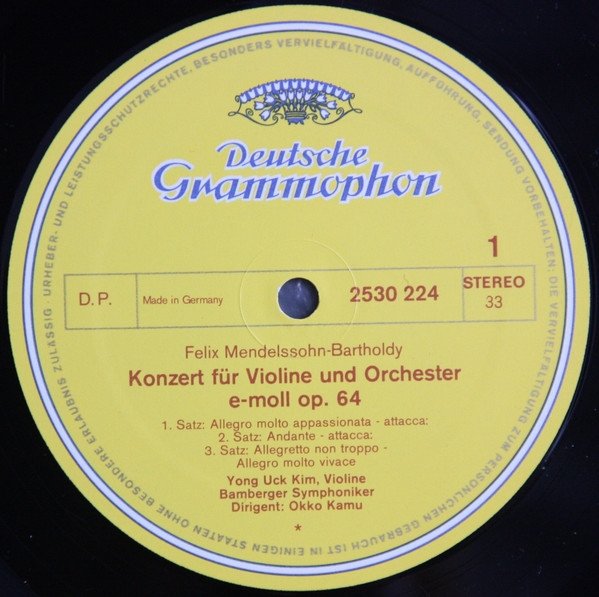 URHEBER- UND LEISTUNGSSCHUTZRECHTE, BESONDERS VERVIELFÄLTIGUNG, AUFFÜHRUNG, SENDUNG VORBEHALTEN. DIE VERVIELFÄLTIGUNG ZUM PERSÖNLICHEN GEBRAUCH IST IN EINIGEN STAATEN OHNE BESONDERE ERLAUBNIS ZULÄSSIG ·
Deutsche
Grammophon
1
D.P.
Made in Germany
2530 224
STEREO
33
Felix Mendelssohn-Bartholdy
Konzert für Violine und Orchester
e-moll op. 64
1. Satz: Allegro molto appassionata - attacca:
2. Satz: Andante - attacca:
3. Satz: Allegretto non troppo -
Allegro molto vivace
Yong Uck Kim, Violine
Bamberger Symphoniker
Dirigent: Okko Kamu
*